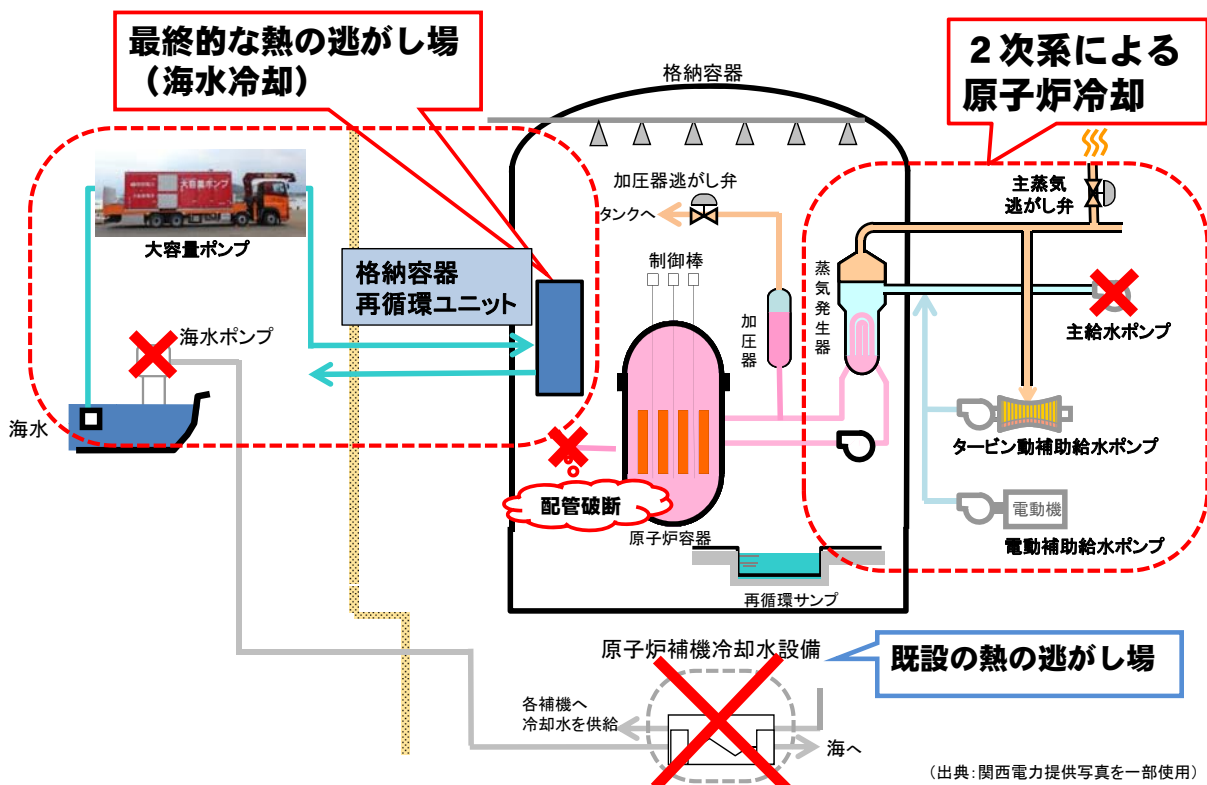 最終的な熱の逃がし場
(海水冷却)
2次系による
原子炉冷却
格納容器
大容量ポンプ
大容量ポンプ
加圧器逃がし弁
タンクへ
主蒸気
逃がし弁
格納容器
再循環ユニット
制御棒
加圧器
蒸気発生器
海水ポンプ
主給水ポンプ
海水
タービン動補助給水ポンプ
配管破断
電動機
原子炉容器
電動補助給水ポンプ
再循環サンプ
原子炉補機冷却水設備
既設の熱の逃がし場
各補機へ
冷却水を供給
海へ
(出典:関西電力提供写真を一部使用)